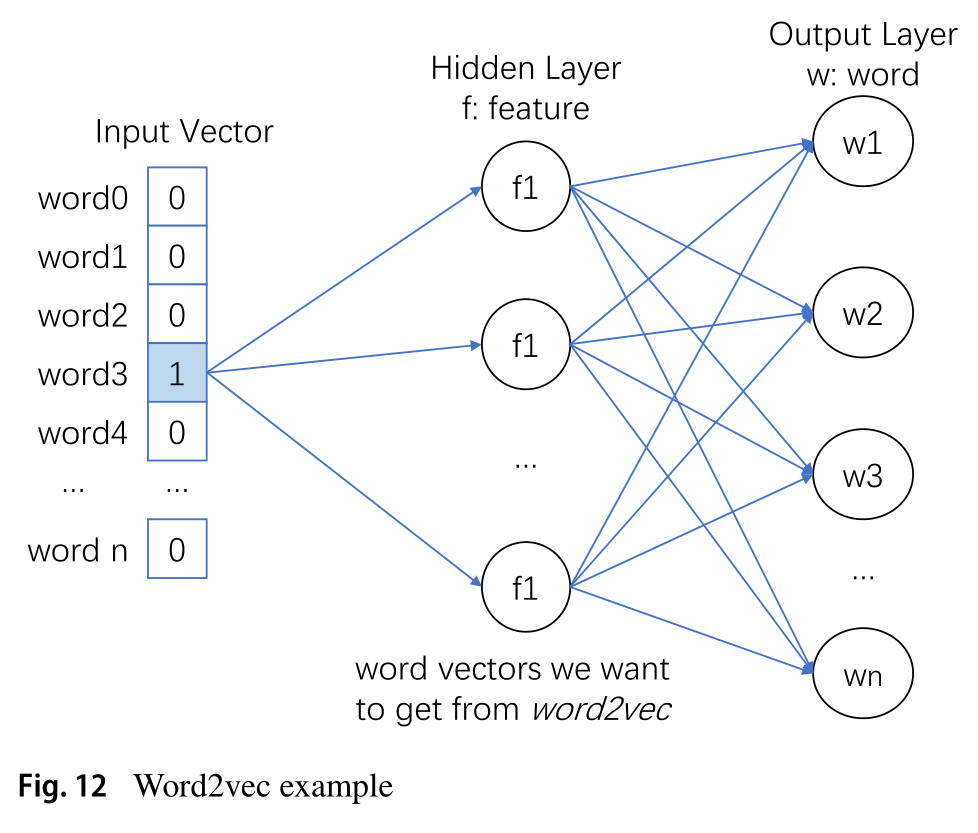 Output Layer
w: word
Hidden Layer
f: feature
Input Vector
word0 0
word1 0
word2 0
word3 1
word4 0
... ...
word n 0
f1
f1
...
f1
w1
w2
w3
...
wn
word vectors we want
to get from word2vec
Fig. 12 Word2vec example